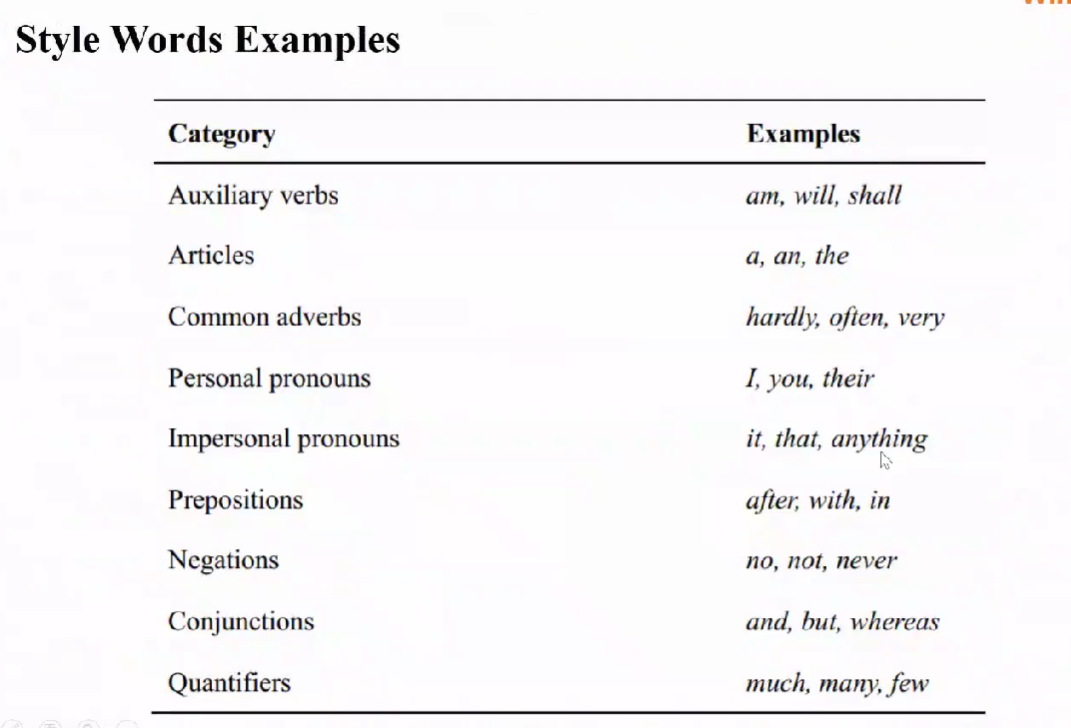 Style Words Examples
Category Examples
Auxiliary verbs am, will, shall
Articles a, an, the
Common adverbs hardly, often, very
Personal pronouns I, you, their
Impersonal pronouns it, that, anything
Prepositions after, with, in
Negations no, not, never
Conjunctions and, but, whereas
Quantifiers much, many, few